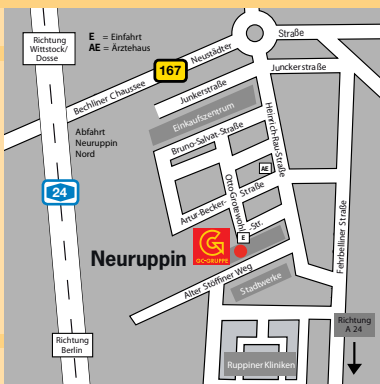 Richtung
Wittstock/
Dosse
E = Einfahrt
AE = Ärztehaus
167
Neustädter
Straße
Bechliner Chaussee
Junckerstraße
Junkerstraße
Einkaufszentrum
Heinrich-Rau-Straße
Bruno-Salvat-Straße
Abfahrt
Neuruppin
Nord
AE
24
Otto-Grotewohl-Str.
Artur-Becker-Straße
Fehrbelliner Straße
E
Neuruppin
G
GC-GRUPPE
Alter Stöffiner Weg
Stadtwerke
Richtung
A 24
Richtung
Berlin
Ruppiner Kliniken